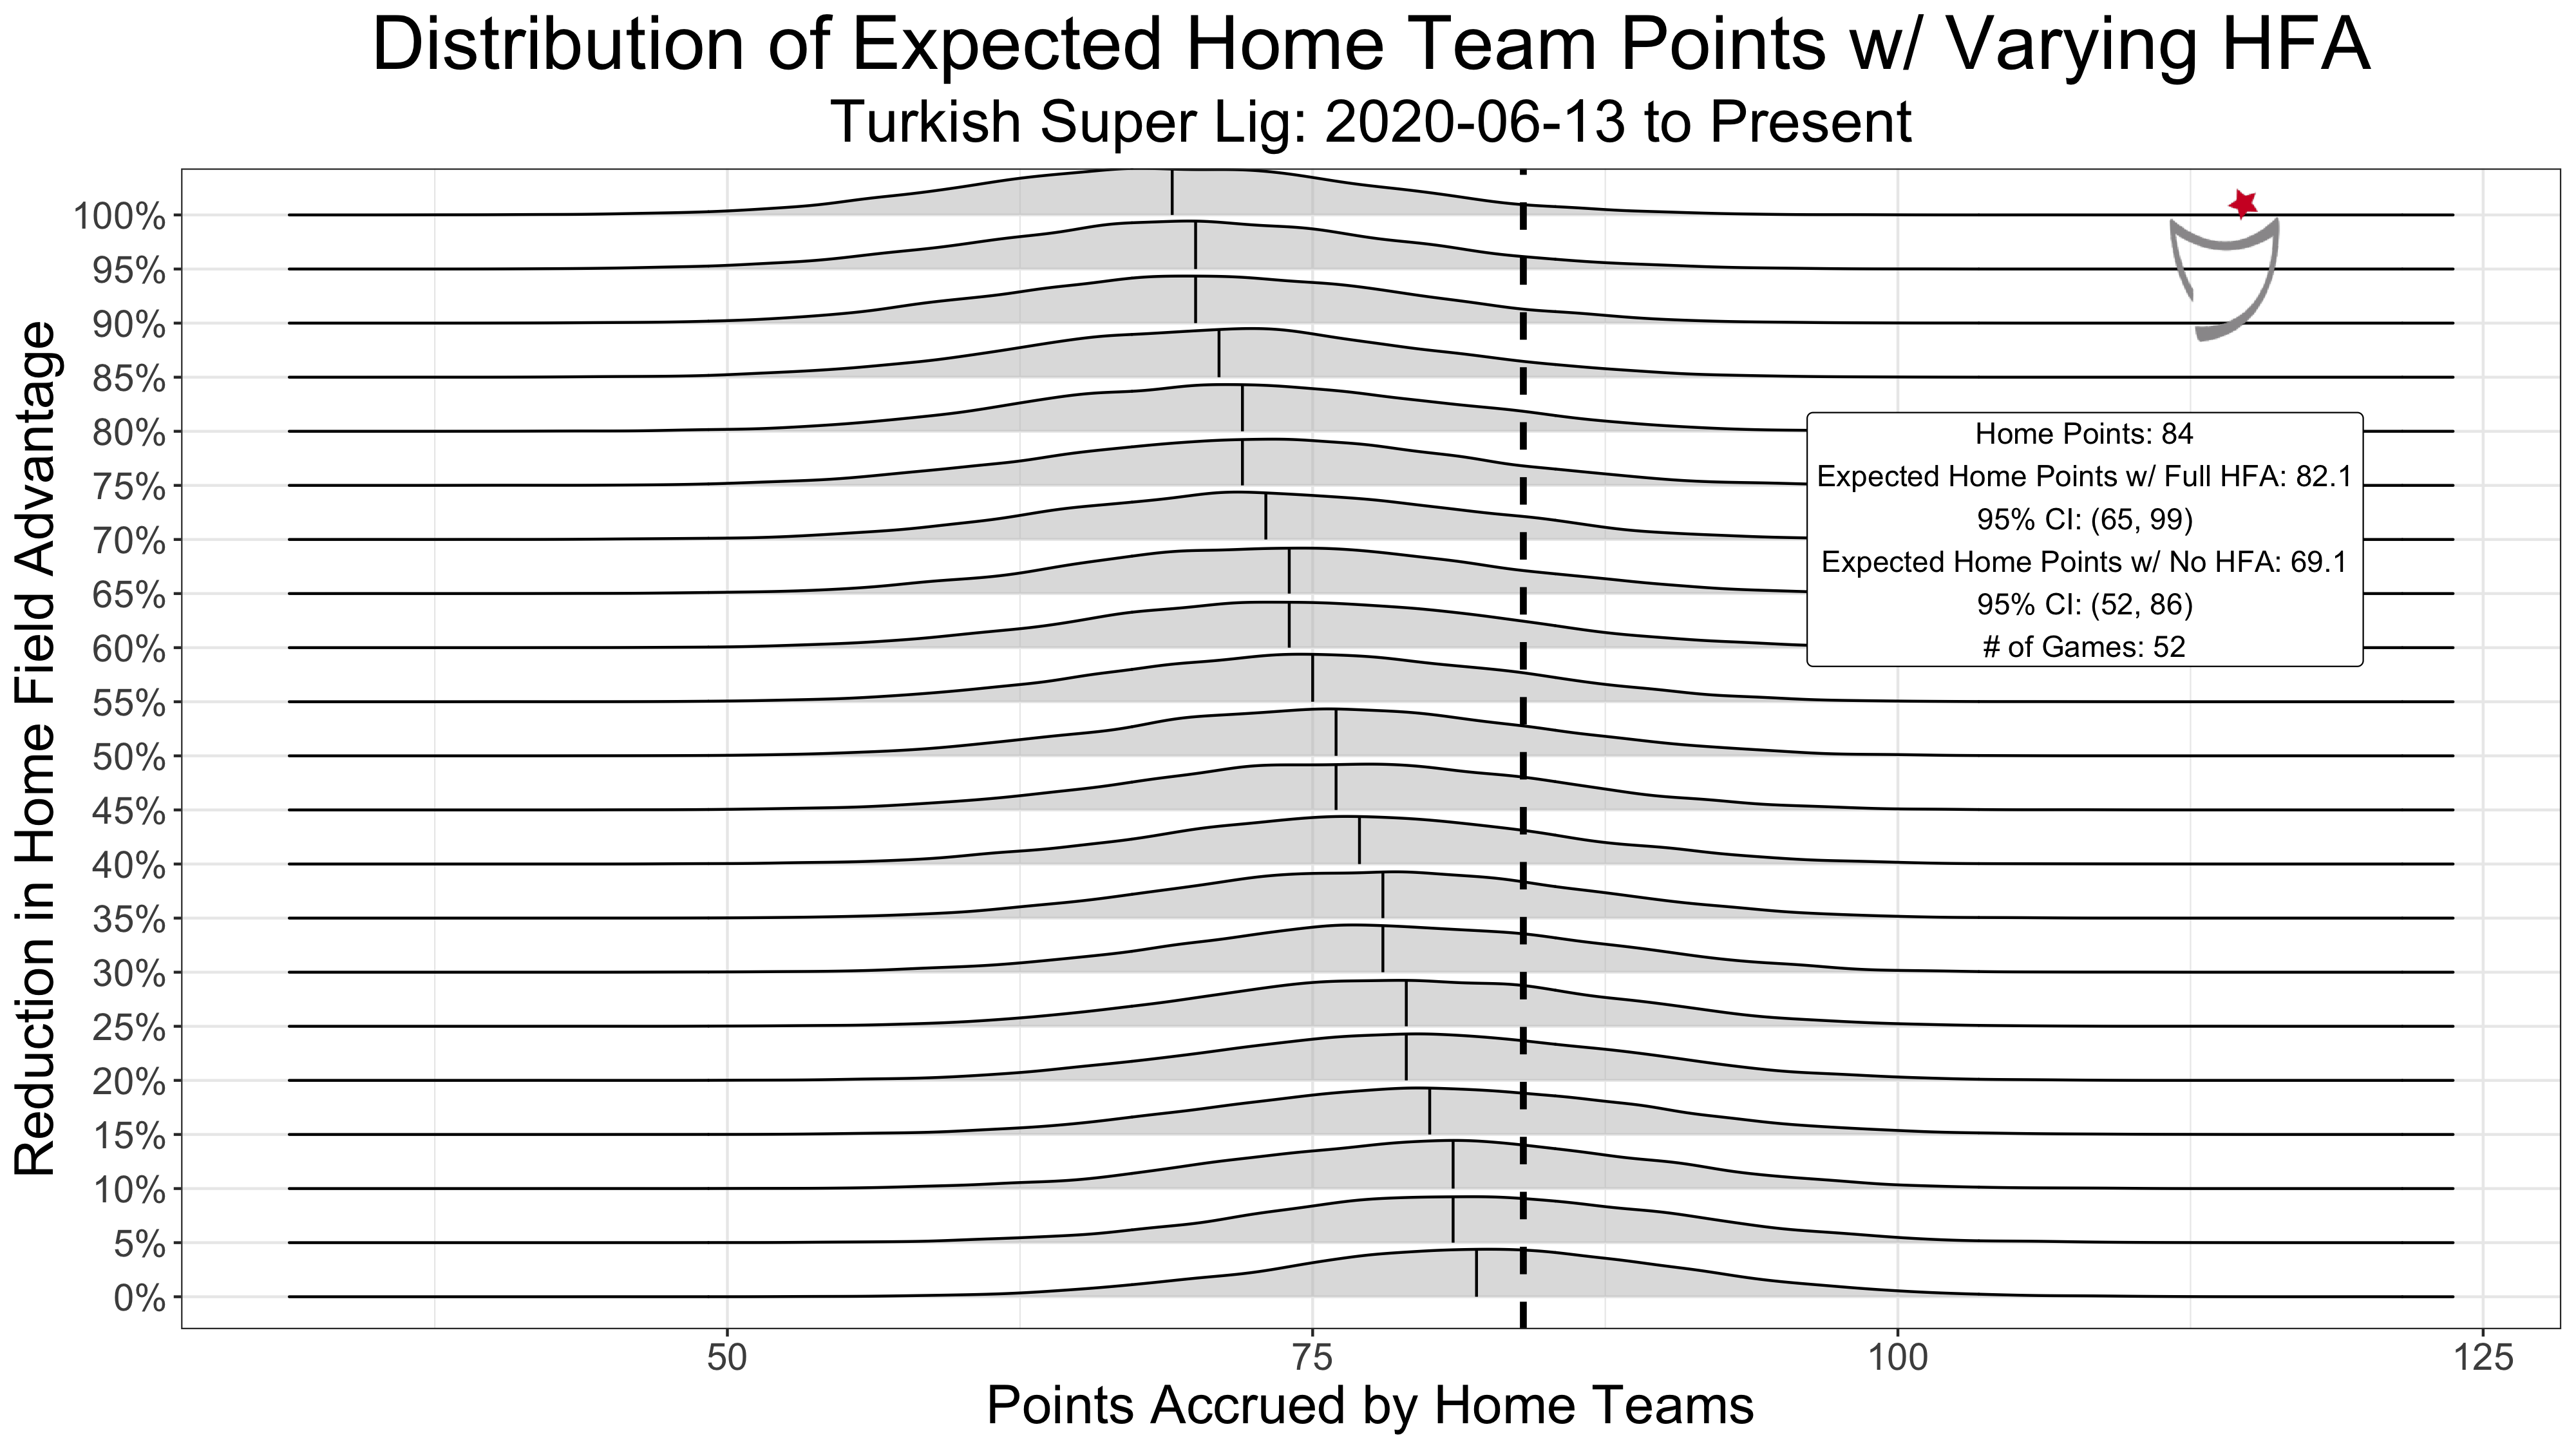 Distribution of Expected Home Team Points w/ Varying HFA
Turkish Super Lig: 2020-06-13 to Present
Reduction in Home Field Advantage
100%
95%
90%
85%
80%
75%
70%
65%
60%
55%
50%
45%
40%
35%
30%
25%
20%
15%
10%
5%
0%
Home Points: 84
Expected Home Points w/ Full HFA: 82.1
95% CI: (65, 99)
Expected Home Points w/ No HFA: 69.1
95% CI: (52, 86)
# of Games: 52
50
75
100
125
Points Accrued by Home Teams